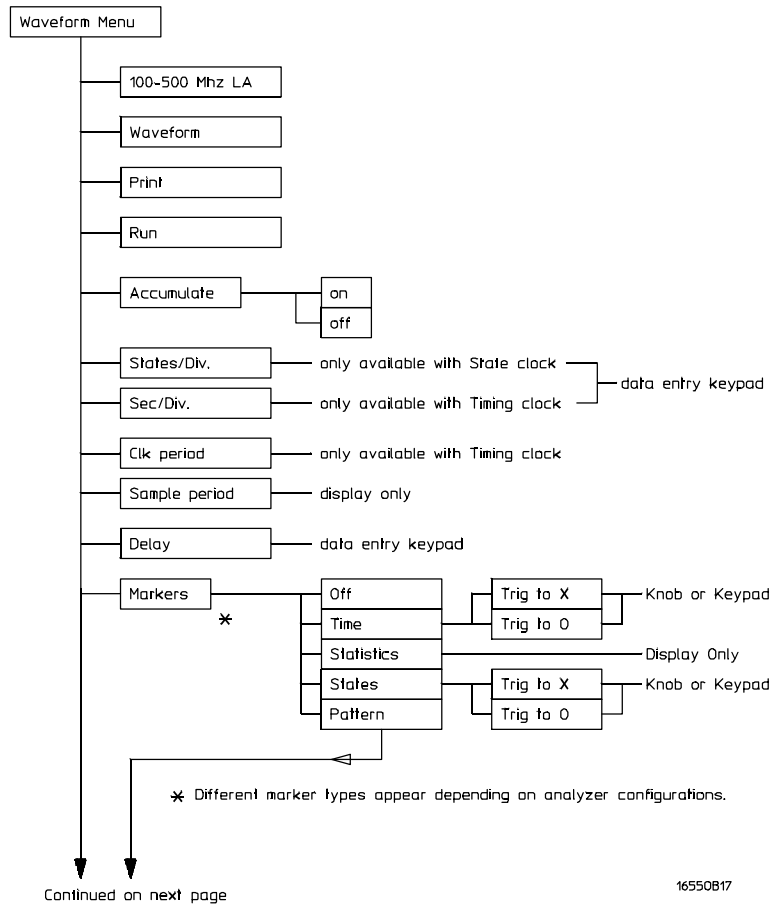 Waveform Menu
100-500 Mhz LA
Waveform
Print
Run
Accumulate
on
off
States/Div. only available with State clock
data entry keypad
Sec/Div. only available with Timing clock
Clk period only available with Timing clock
Sample period display only
Delay data entry keypad
Markers
*
Off
Time
Statistics
States
Pattern
Trig to X
Trig to O
Knob or Keypad
Display Only
Trig to X
Trig to O
Knob or Keypad
* Different marker types appear depending on analyzer configurations.
Continued on next page
16550B17